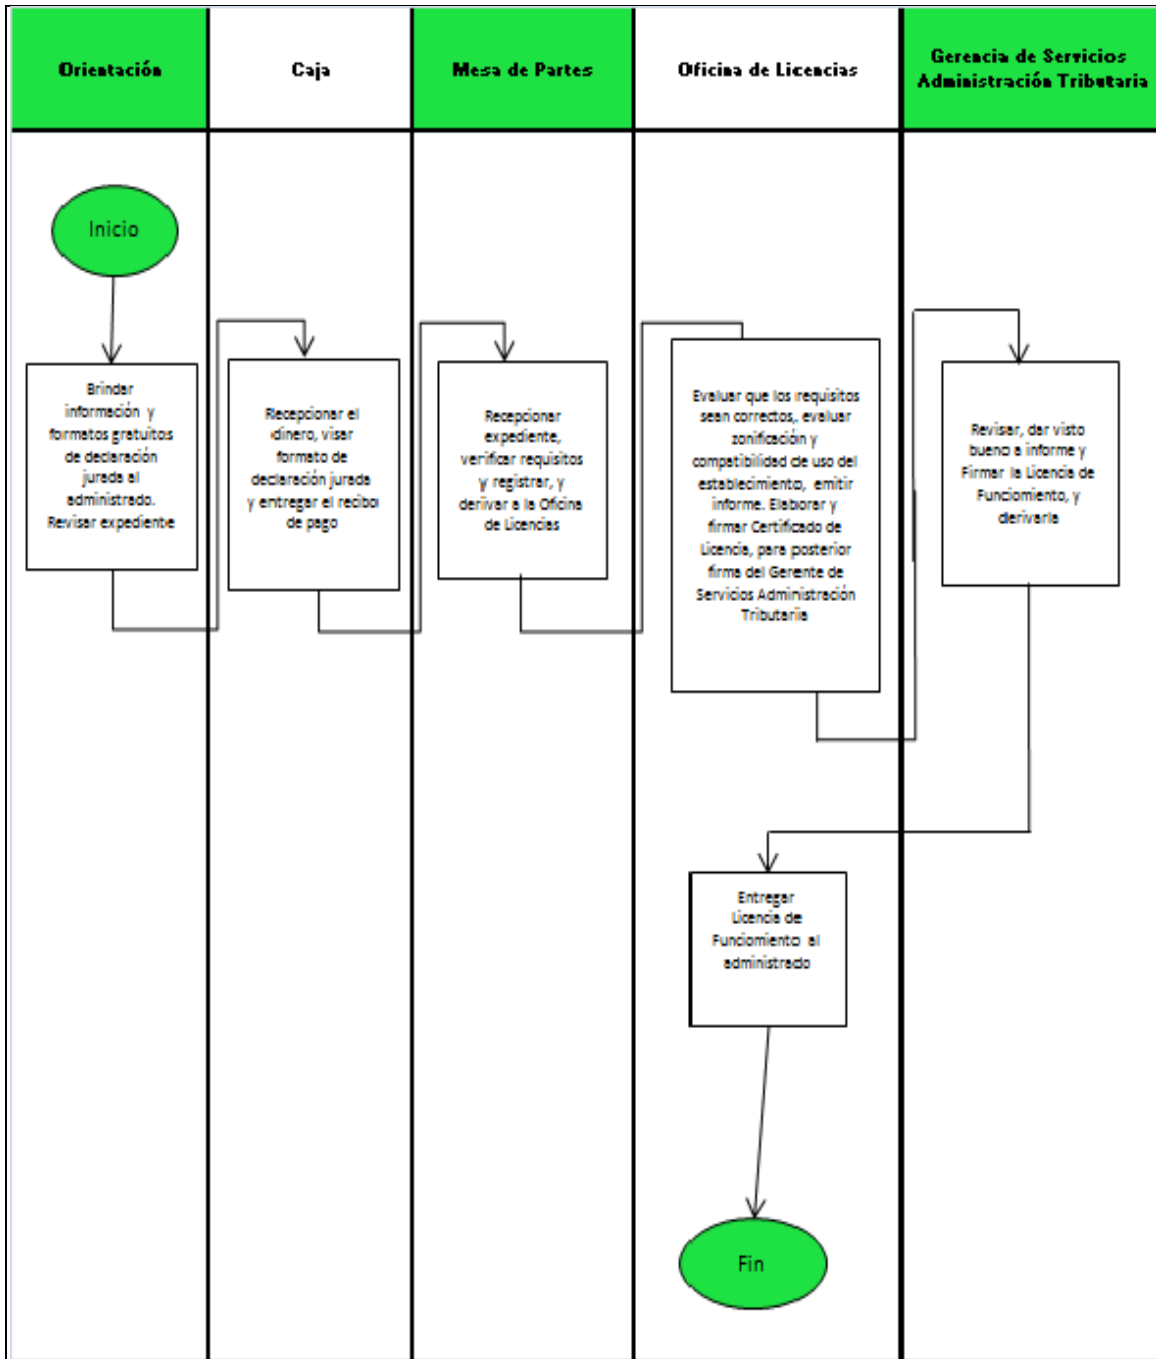 Orientación
Caja
Mesa de Partes
Oficina de Licencias
Gerencia de Servicios
Administración Tributaria
Inicio
Brindar
información y
formatos gratuitos
de declaración
jurada al
administrado.
Revisar expediente
Recepcionar el
dinero, visar
formato de
declaración jurada
y entregar el recibo
de pago
Recepcionar
expediente,
verificar requisitos
y registrar, y
derivar a la Oficina
de Licencias
Evaluar que los requisitos
sean correctos, evaluar
zonificación y
compatibilidad de uso del
establecimiento, emitir
informe. Elaborar y
firmar Certificado de
Licencia, para posterior
firma del Gerente de
Servicios Administración
Tributariia
Revisar, dar visto
bueno a informe y
Firmar la Licencia de
Funciomiento, y
derivarla
Entregar
Licencia de
Funciomiento al
administrado
Fin